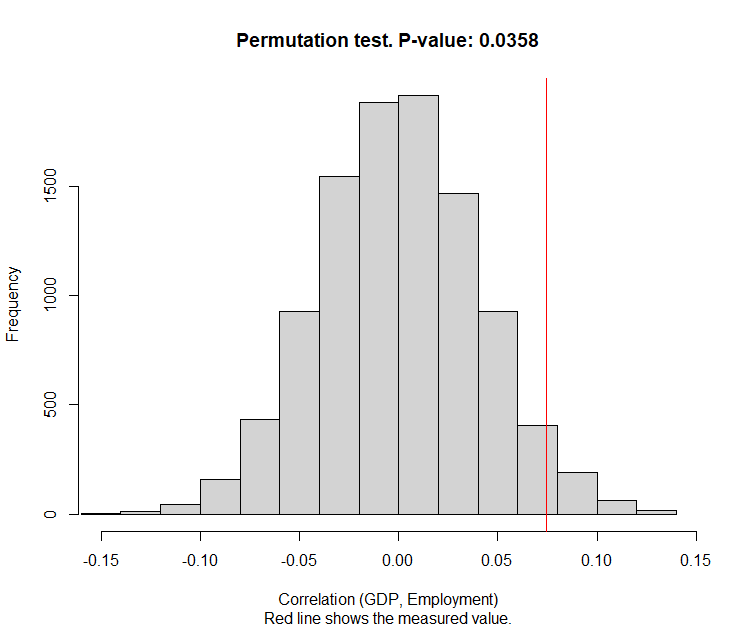 Permutation test. P-value: 0.0358
Frequency
1500
1000
500
0
-0.15 -0.10 -0.05 0.00 0.05 0.10 0.15
Correlation (GDP, Employment)
Red line shows the measured value.